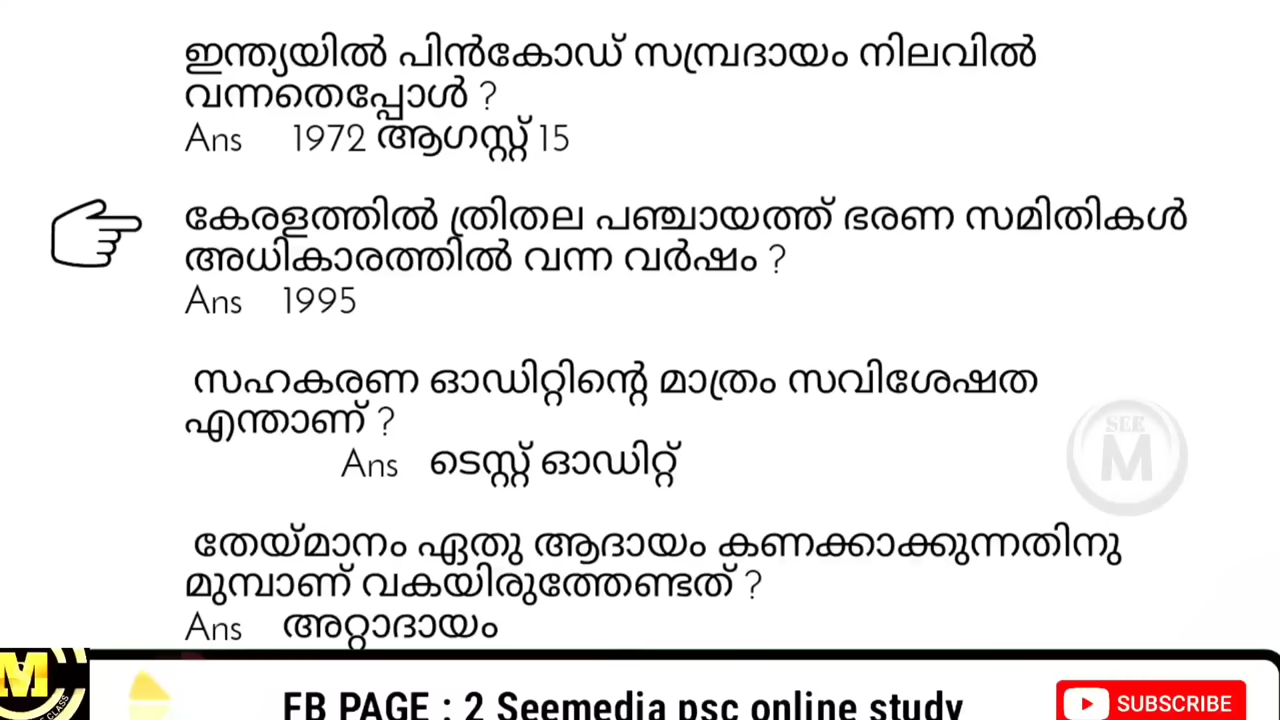 ഇന്ത്യയിൽ പിൻകോഡ് സമ്പ്രദായം നിലവിൽ
വന്നതെപ്പോൾ ?
Ans 1972 ആഗസ്റ്റ് 15
കേരളത്തിൽ ത്രിതല പഞ്ചായത്ത് ഭരണ സമിതികൾ
അധികാരത്തിൽ വന്ന വർഷം ?
Ans 1995
സഹകരണ ഓഡിറ്റിന്റെ മാത്രം സവിശേഷത
എന്താണ് ?
Ans ടെസ്റ്റ് ഓഡിറ്റ്
SEE
M
തേയ്മാനം ഏതു ആദായം കണക്കാക്കുന്നതിനു
മുമ്പാണ് വകയിരുത്തേണ്ടത് ?
Ans അറ്റാദായം
M
FB PAGE : 2 Seemedia psc online study
SUBSCRIBE